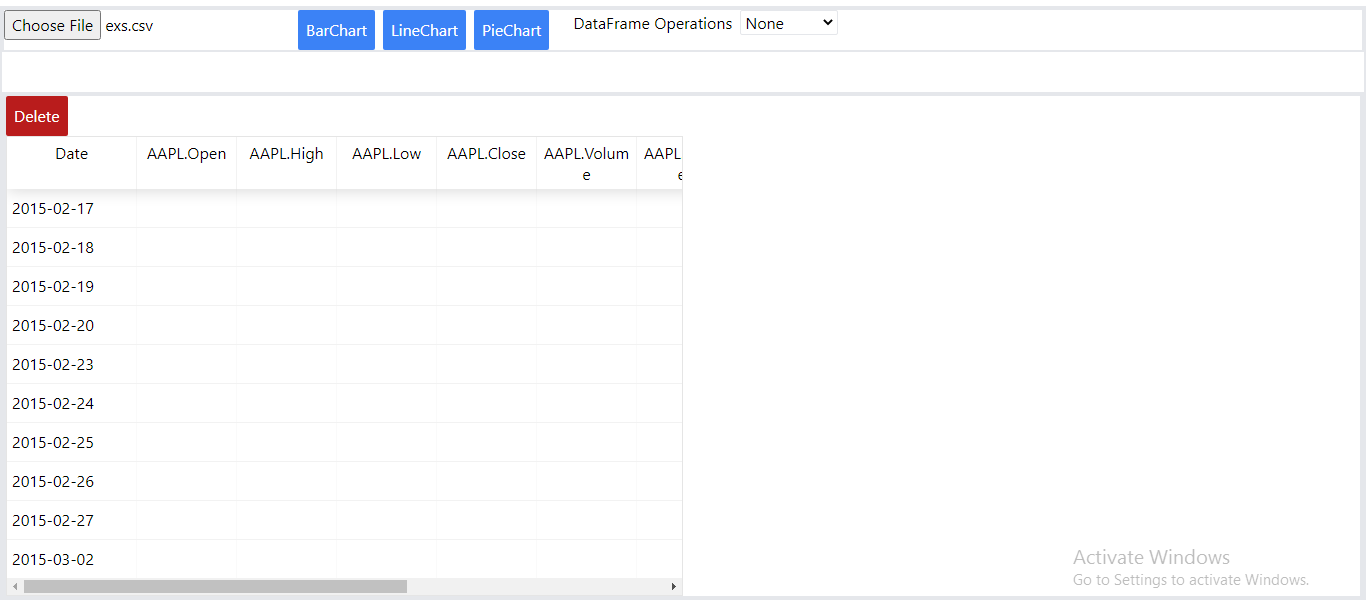 Choose File exs.csv BarChart LineChart PieChart DataFrame Operations None
Delete
Date AAPL.Open AAPL.High AAPL.Low AAPL.Close AAPL.Volum AAPL
e e
2015-02-17
2015-02-18
2015-02-19
2015-02-20
2015-02-23
2015-02-24
2015-02-25
2015-02-26
2015-02-27
2015-03-02
Activate Windows
Go to Settings to activate Windows.